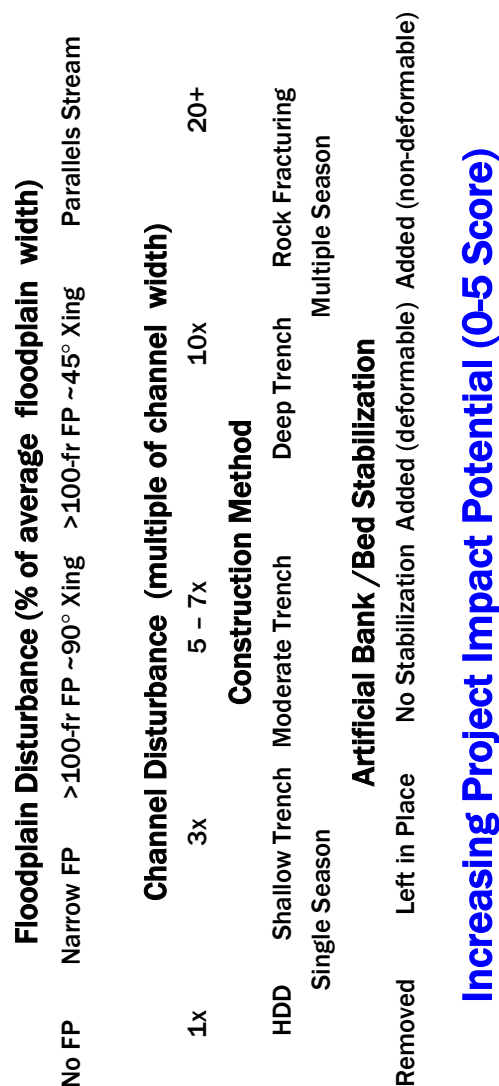 Floodplain Disturbance (% of average floodplain width)
No FP Narrow FP >100-fr FP ~90° Xing >100-fr FP ~45° Xing Parallels Stream
Channel Disturbance (multiple of channel width)
1x 3x 5 – 7x 10x 20+
Construction Method
HDD Shallow Trench Moderate Trench Deep Trench Rock Fracturing
Single Season Multiple Season
Artificial Bank /Bed Stabilization
Removed Left in Place No Stabilization Added (deformable) Added (non-deformable)
Increasing Project Impact Potential (0-5 Score)